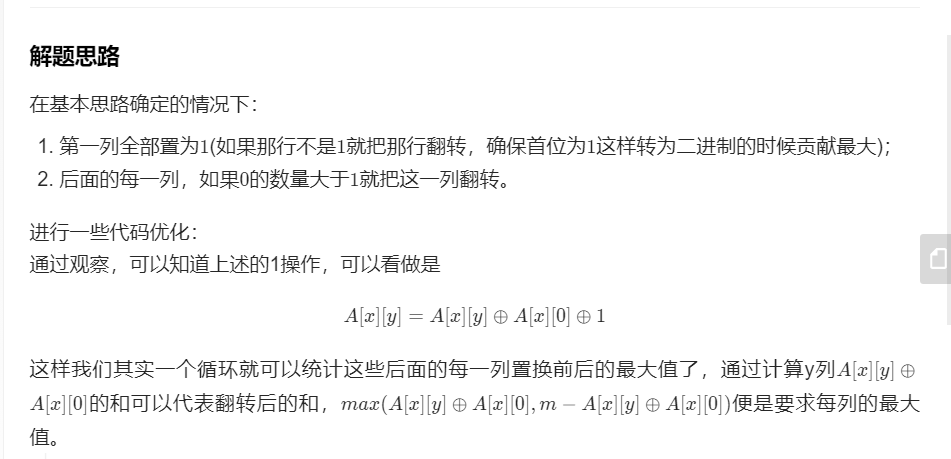 解题思路
在基本思路确定的情况下：
1. 第一列全部置为1(如果那行不是1就把那行翻转，确保首位为1这样转为二进制的时候贡献最大)；
2. 后面的每一列，如果0的数量大于1就把这一列翻转。
进行一些代码优化：
通过观察，可以知道上述的1操作，可以看做是
A[x][y] = A[x][y] ⊕ A[x][0] ⊕ 1
这样我们其实一个循环就可以统计这些后面的每一列置换前后的最大值了，通过计算y列A[x][y] ⊕
A[x][0]的和可以代表翻转后的和，max(A[x][y] ⊕ A[x][0], m − A[x][y] ⊕ A[x][0])便是要求每列的最大
值。